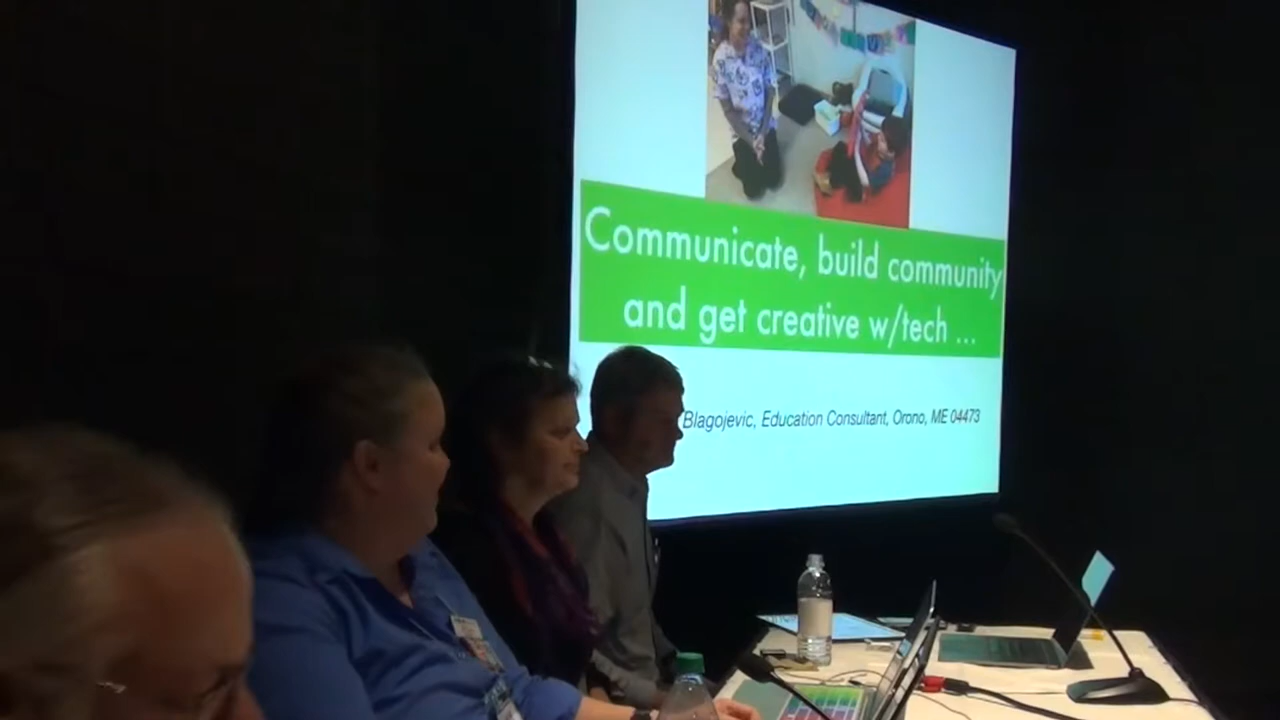 Communicate, build community
and get creative w/tech ...
Blagojevic, Education Consultant, Orono, ME 04473